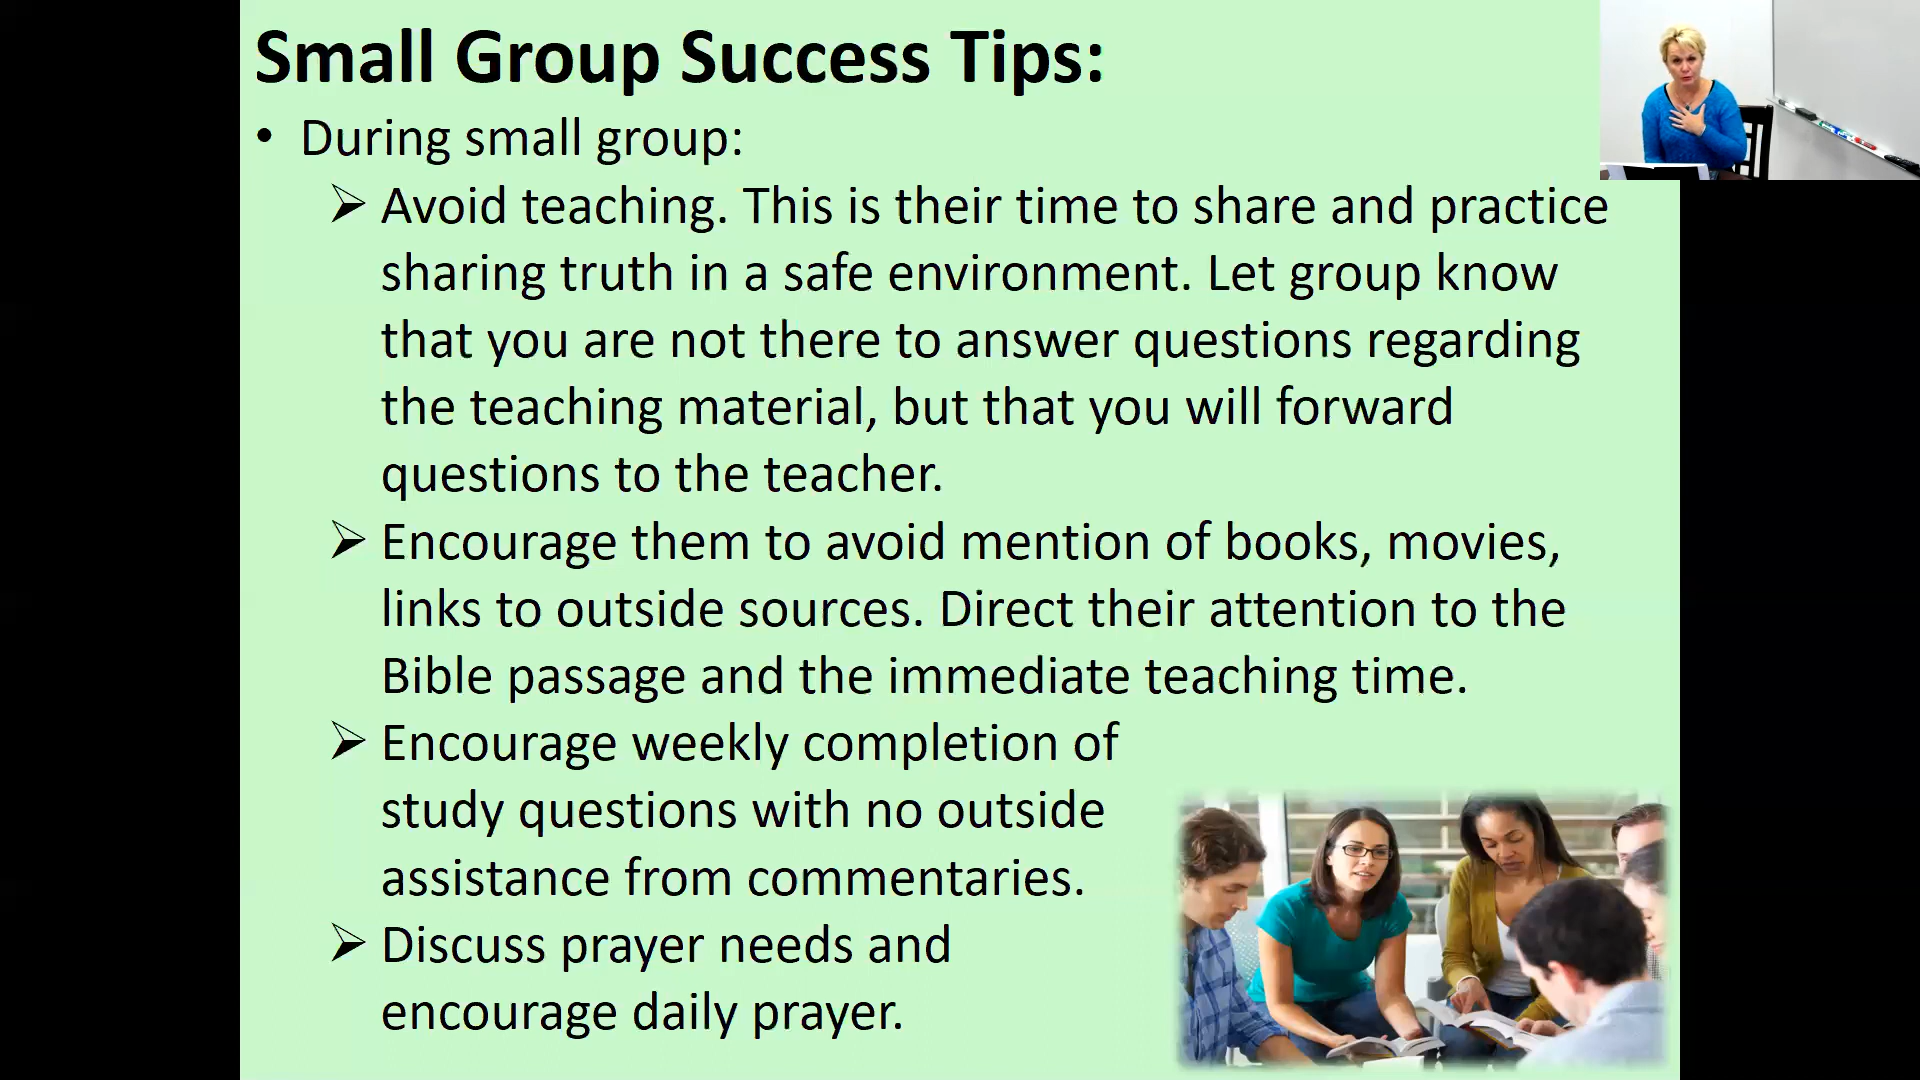 Small Group Success Tips:
• During small group:
➢ Avoid teaching. This is their time to share and practice
sharing truth in a safe environment. Let group know
that you are not there to answer questions regarding
the teaching material, but that you will forward
questions to the teacher.
➢ Encourage them to avoid mention of books, movies,
links to outside sources. Direct their attention to the
Bible passage and the immediate teaching time.
➢ Encourage weekly completion of
study questions with no outside
assistance from commentaries.
➢ Discuss prayer needs and
encourage daily prayer.